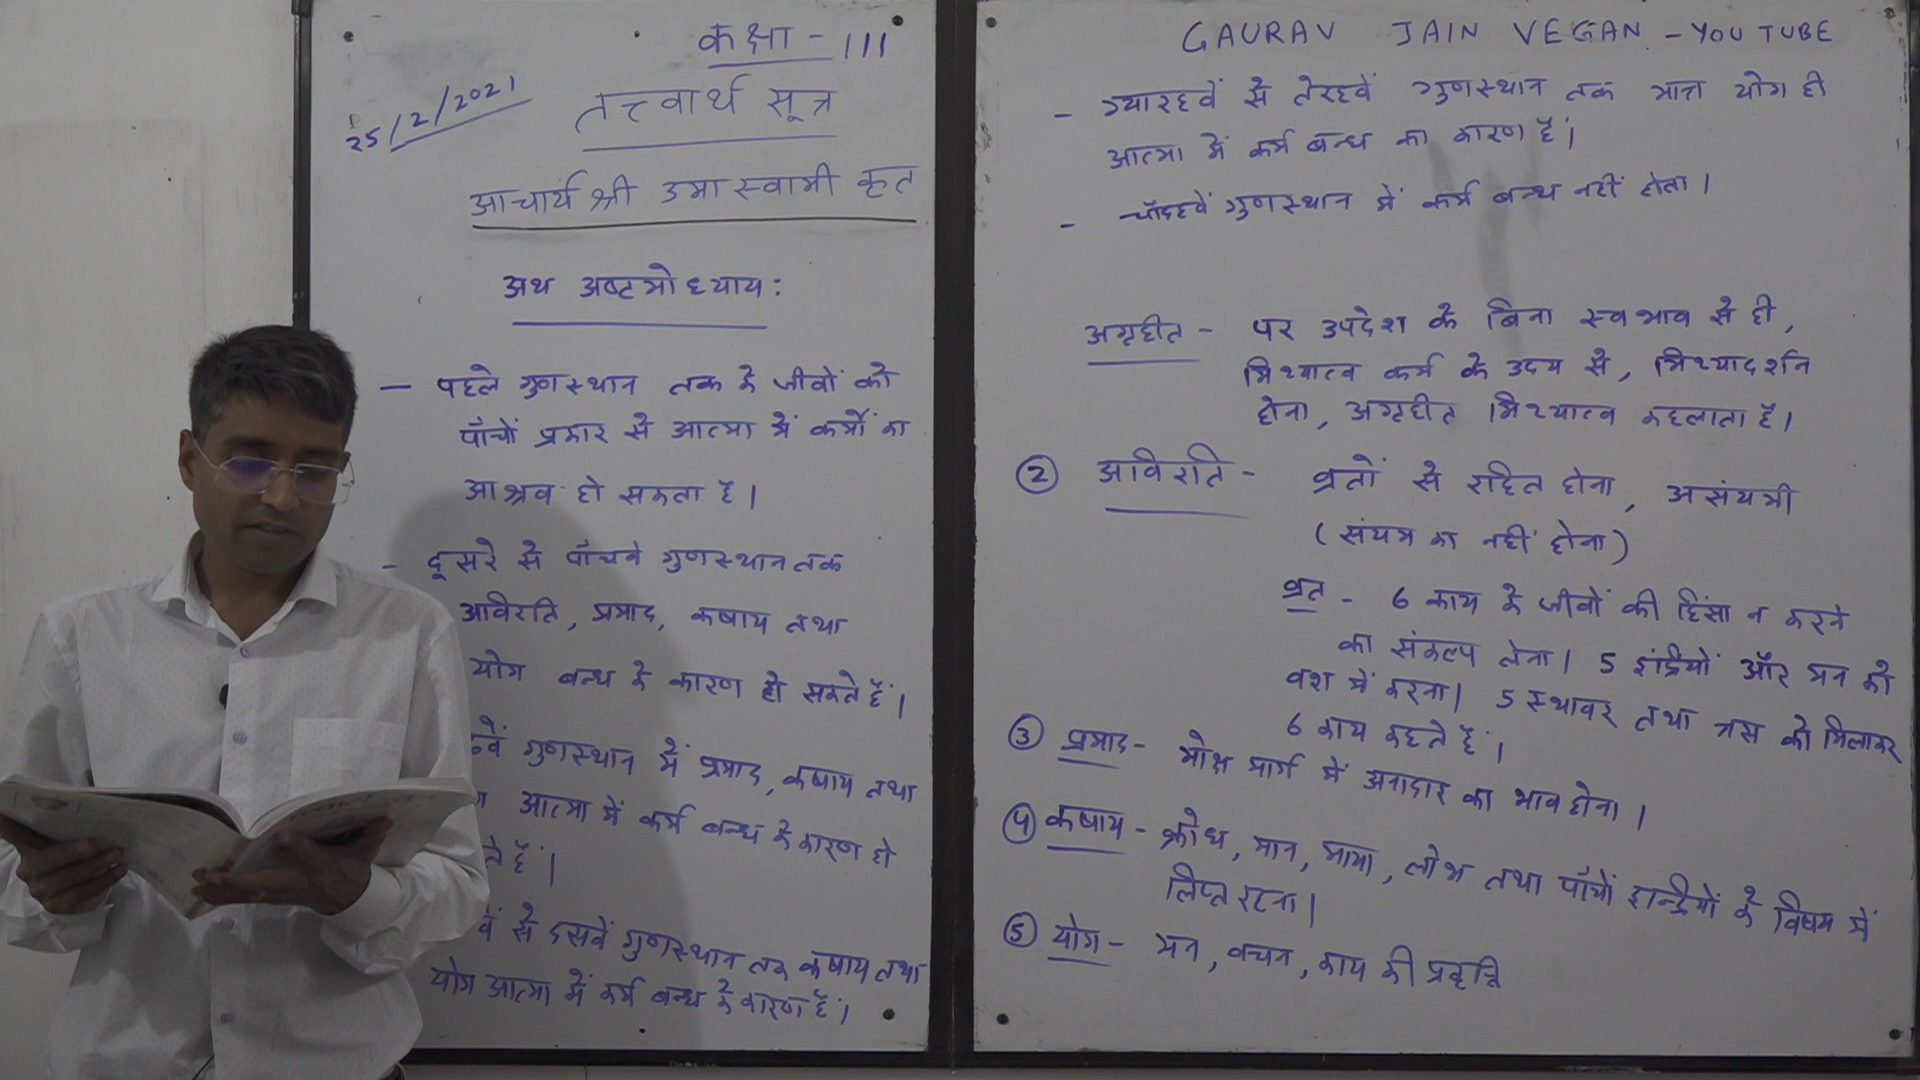 कक्षा - 111
25/2/2021
तत्त्वार्थ सूत्र
आचार्य श्री उमास्वामी कृत
अथ अष्टमोध्याय:
— पहले गुणस्थान तक के जीवों को
पाँचों प्रकार से आत्मा में कर्मों का
आश्रव हो सकता है।
- दूसरे से पाँचवे गुणस्थान तक
अविरति, प्रमाद, कषाय तथा
योग बन्ध के कारण हो सकते हैं।
गुणस्थान में प्रमाद, कषाय तथा
आत्मा में कर्म बन्ध के कारण हो
हैं।
से दसवें गुणस्थान तक कषाय तथा
योग आत्मा में कर्म बन्ध के कारण हैं।
GAURAV JAIN VEGAN - YOUTUBE
- ग्यारहवें से तेरहवें गुणस्थान तक मात्र योग ही
आत्मा में कर्म बन्ध का कारण है।
- चौदहवें गुणस्थान में कर्म बन्ध नहीं होता।
अगृहीत - पर उपदेश के बिना स्वभाव से ही,
मिथ्यात्व कर्म के उदय से, मिथ्यादर्शन
होना, अगृहीत मिथ्यात्व कहलाता है।
② अविरति - व्रतों से रहित होना, असंयमी
(संयम का नहीं होना)
व्रत - 6 काय के जीवों की हिंसा न करने
का संकल्प लेना। 5 इंद्रियों और मन को
वश में करना। 5 स्थावर तथा त्रस को मिलाकर
6 काय कहते हैं।
③ प्रमाद - मोक्ष मार्ग में अनादार का भाव होना।
④ कषाय - क्रोध, मान, माया, लोभ तथा पाँचों इन्द्रियों के विषय में
लिप्त रहना।
⑤ योग - मन, वचन, काय की प्रवृत्ति